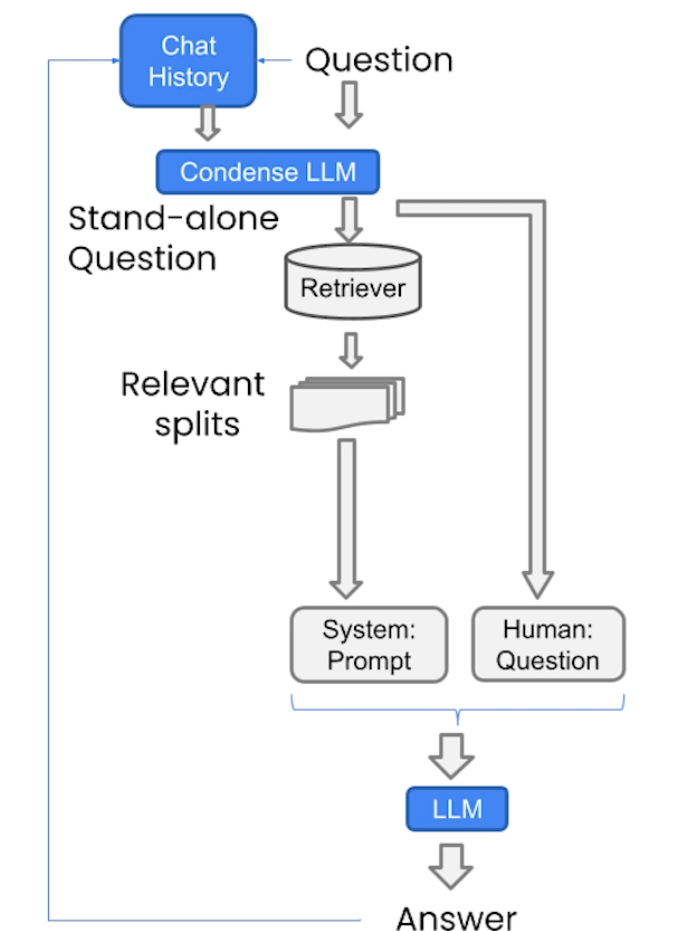 Chat
History
Question
Condense LLM
Stand-alone
Question
Retriever
Relevant
splits
System:
Prompt
Human:
Question
LLM
Answer